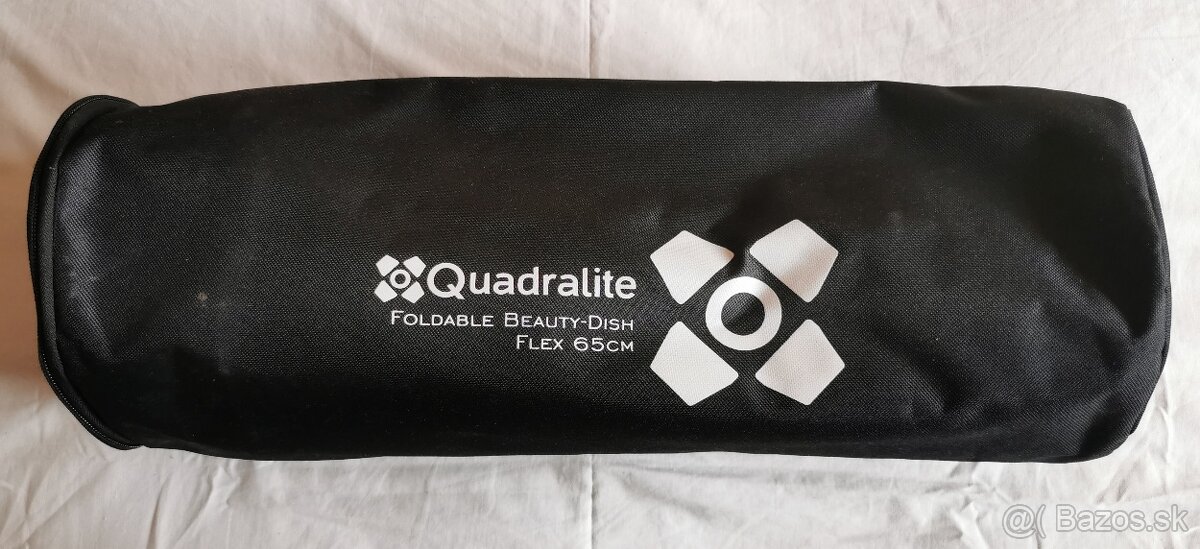 Quadralite
Foldable Beauty-Dish
Flex 65cm
@( Bazos.sk